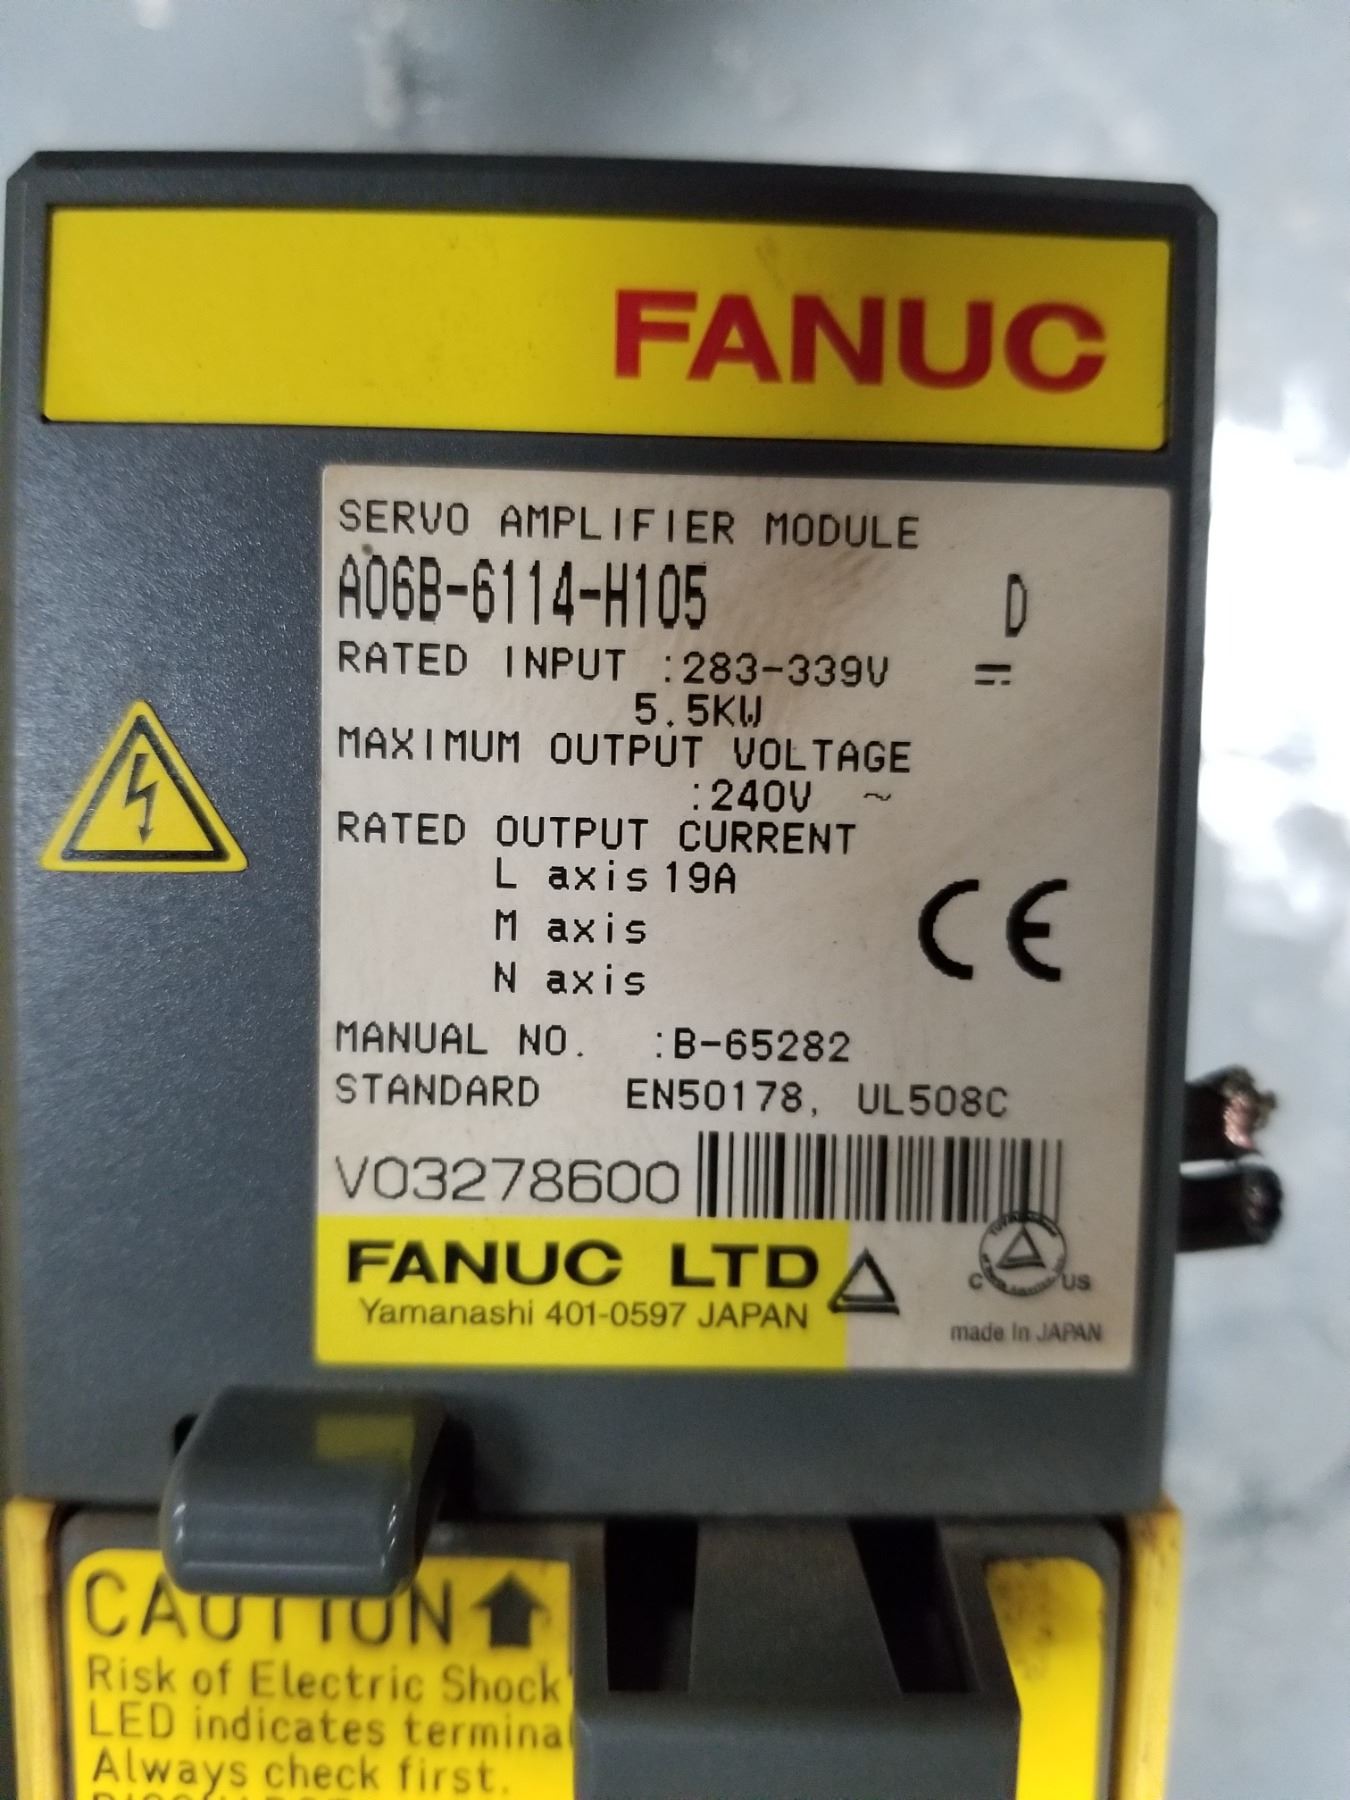 FANUC
SERVO AMPLIFIER MODULE
A06B-6114-H105 D
RATED INPUT :283-339V ⎓
5.5KW
MAXIMUM OUTPUT VOLTAGE
:240V ~
RATED OUTPUT CURRENT
L axis 19A
M axis
N axis
CE
MANUAL NO. :B-65282
STANDARD EN50178, UL508C
V03278600
FANUC LTD
Yamanashi 401-0597 JAPAN
C US
made in JAPAN
CAUTION
Risk of Electric Shock
LED indicates termina
Always check first.